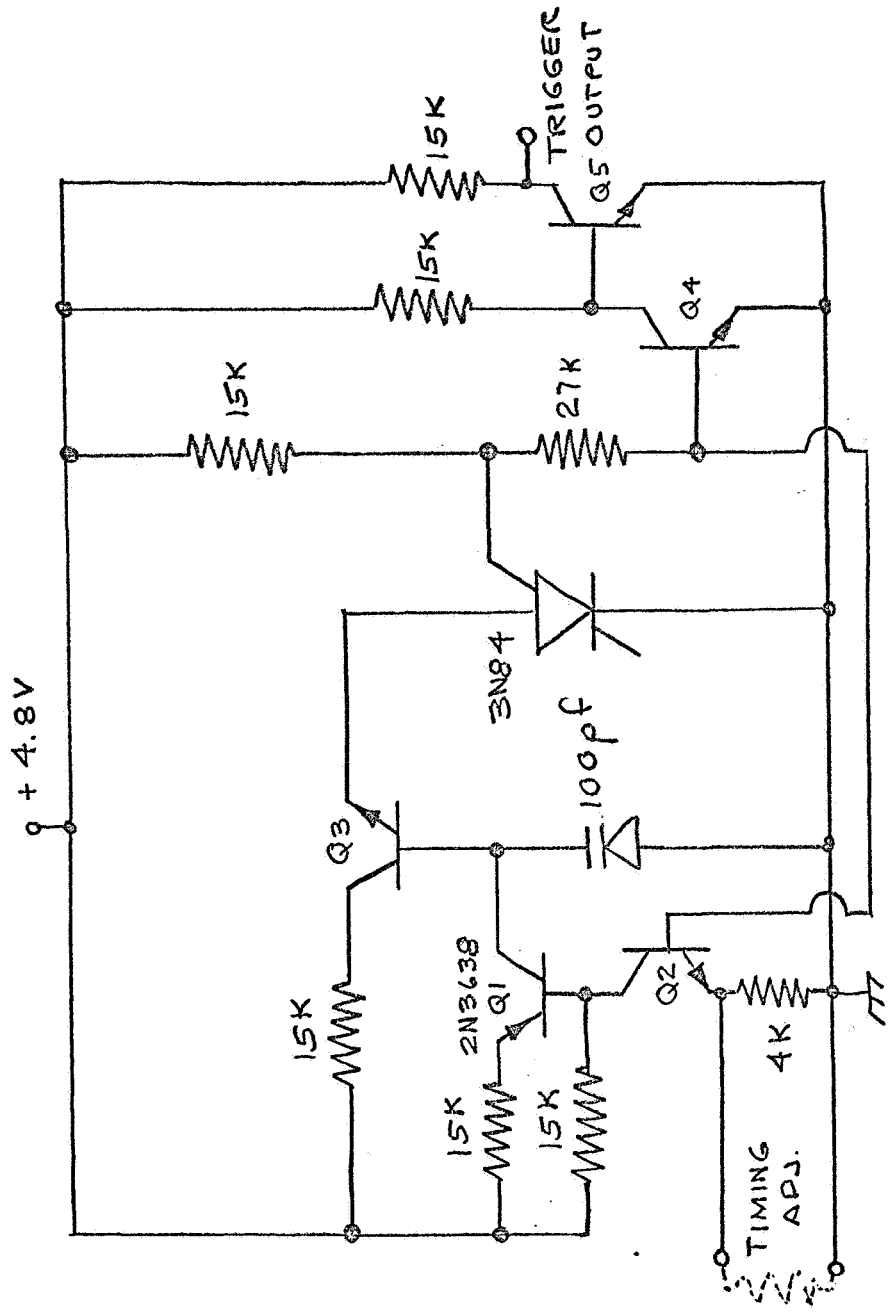 + 4.8V
15K
15K
15K
15K
15K
15K
27K
4K
Q3
2N3638
Q1
Q2
3N84
100pf
Q4
Q5
TRIGGER
OUTPUT
TIMING
ADJ.